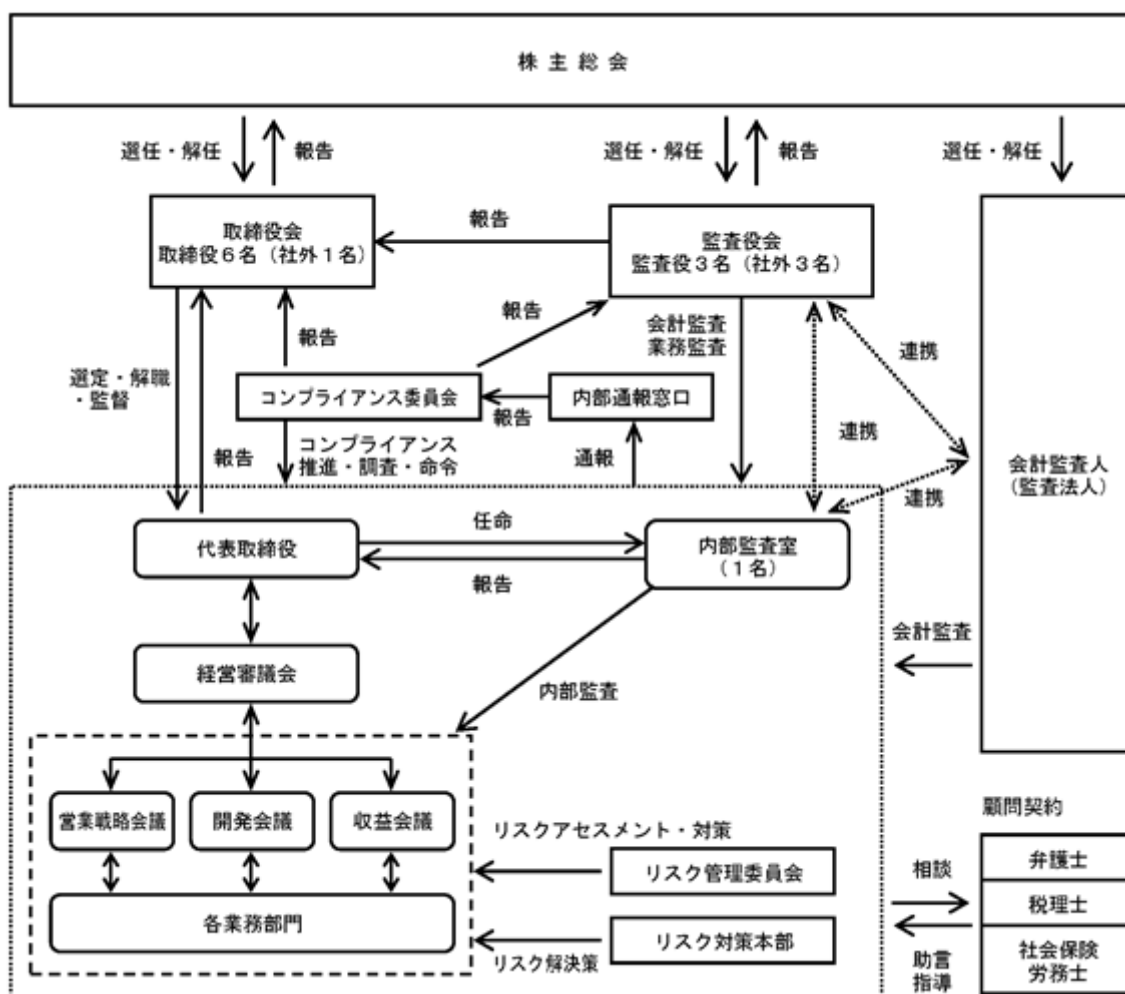 株主総会
選任・解任
報告
選任・解任
報告
選任・解任
取締役会
取締役6名（社外1名）
報告
監査役会
監査役3名（社外3名）
報告
報告
会計監査
業務監査
連携
選定・解職
・監督
コンプライアンス委員会
報告
内部通報窓口
報告
コンプライアンス
推進・調査・命令
通報
連携
会計監査人
（監査法人）
連携
代表取締役
任命
報告
内部監査室
（1名）
会計監査
経営審議会
内部監査
営業戦略会議
開発会議
収益会議
リスクアセスメント・対策
リスク管理委員会
各業務部門
リスク対策本部
リスク解決策
顧問契約
相談
弁護士
税理士
社会保険
労務士
助言
指導